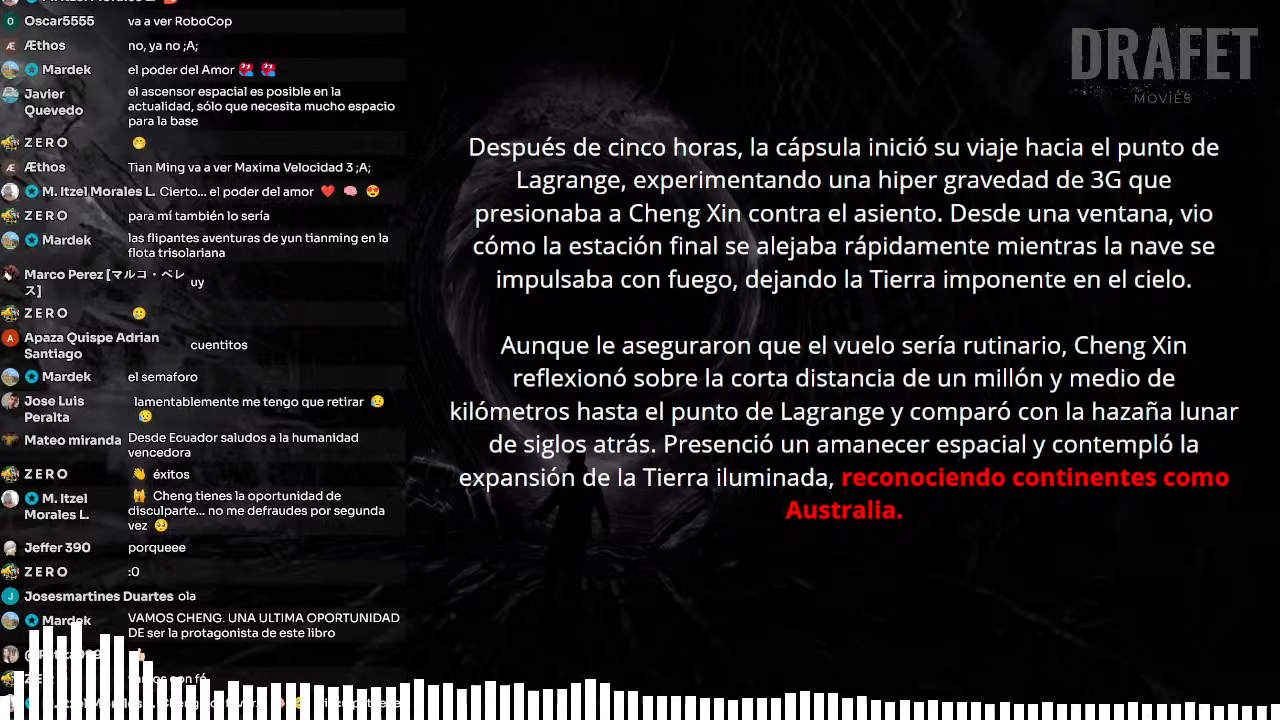 Oscar5555 va a ver RoboCop
Æthos no, ya no ;A;
Mardek el poder del Amor
Javier Quevedo
el ascensor espacial es posible en la
actualidad, sólo que necesita mucho espacio
para la base
Z E R O
Æthos Tian Ming va a ver Maxima Velocidad 3 ;A;
M. Itzel Morales L. Cierto... el poder del amor ❤️ 🧠 😍
Z E R O para mí también lo sería
Mardek las flipantes aventuras de yun tianming en la
flota trisolariana
Marco Perez [マルコ・ペレ
ス] uy
Z E R O
Apaza Quispe Adrian
Santiago cuentitos
Mardek el semaforo
Jose Luis
Peralta
lamentablemente me tengo que retirar 😥
😥
Mateo miranda Desde Ecuador saludos a la humanidad
vencedora
Z E R O 👋 éxitos
M. Itzel
Morales L.
🙌 Cheng tienes la oportunidad de
disculparte... no me defraudes por segunda
vez 🥺
Jeffer 390 porqueee
Z E R O :0
Josesmartines Duartes ola
Mardek VAMOS CHENG. UNA ULTIMA OPORTUNIDAD
DE ser la protagonista de este libro
DRAFET
MOVIES
Después de cinco horas, la cápsula inició su viaje hacia el punto de
Lagrange, experimentando una hiper gravedad de 3G que
presionaba a Cheng Xin contra el asiento. Desde una ventana, vio
cómo la estación final se alejaba rápidamente mientras la nave se
impulsaba con fuego, dejando la Tierra imponente en el cielo.
Aunque le aseguraron que el vuelo sería rutinario, Cheng Xin
reflexionó sobre la corta distancia de un millón y medio de
kilómetros hasta el punto de Lagrange y comparó con la hazaña lunar
de siglos atrás. Presenció un amanecer espacial y contempló la
expansión de la Tierra iluminada, reconociendo continentes como
Australia.